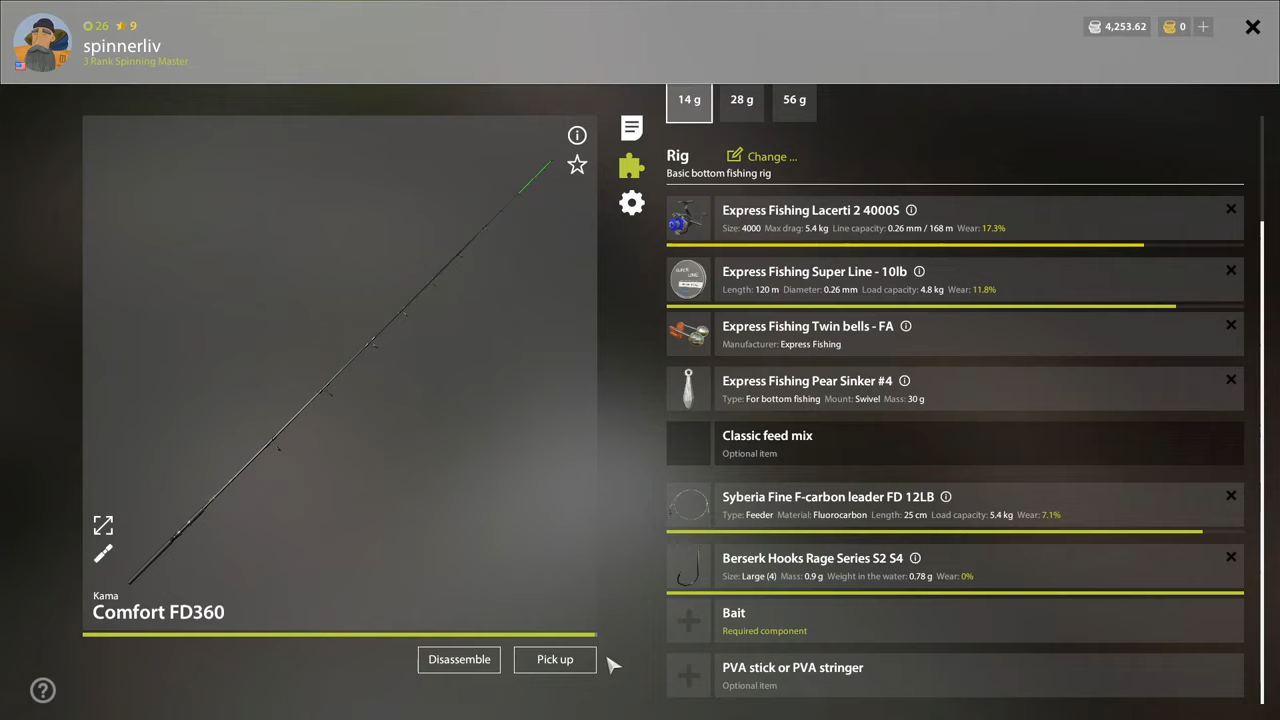 26 9
spinnerliv
3 Rank Spinning Master
4,253.62
0
14 g
28 g
56 g
Rig
Change ...
Basic bottom fishing rig
Express Fishing Lacerti 2 4000S
Size: 4000 Max drag: 5.4 kg Line capacity: 0.26 mm / 168 m Wear: 17.3%
Express Fishing Super Line - 10lb
Length: 120 m Diameter: 0.26 mm Load capacity: 4.8 kg Wear: 11.8%
Express Fishing Twin bells - FA
Manufacturer: Express Fishing
Express Fishing Pear Sinker #4
Type: For bottom fishing Mount: Swivel Mass: 30 g
Classic feed mix
Optional item
Syberia Fine F-carbon leader FD 12LB
Type: Feeder Material: Fluorocarbon Length: 25 cm Load capacity: 5.4 kg Wear: 7.1%
Berserk Hooks Rage Series S2 S4
Size: Large (4) Mass: 0.9 g Weight in the water: 0.78 g Wear: 0%
Bait
Required component
PVA stick or PVA stringer
Optional item
Kama
Comfort FD360
Disassemble
Pick up